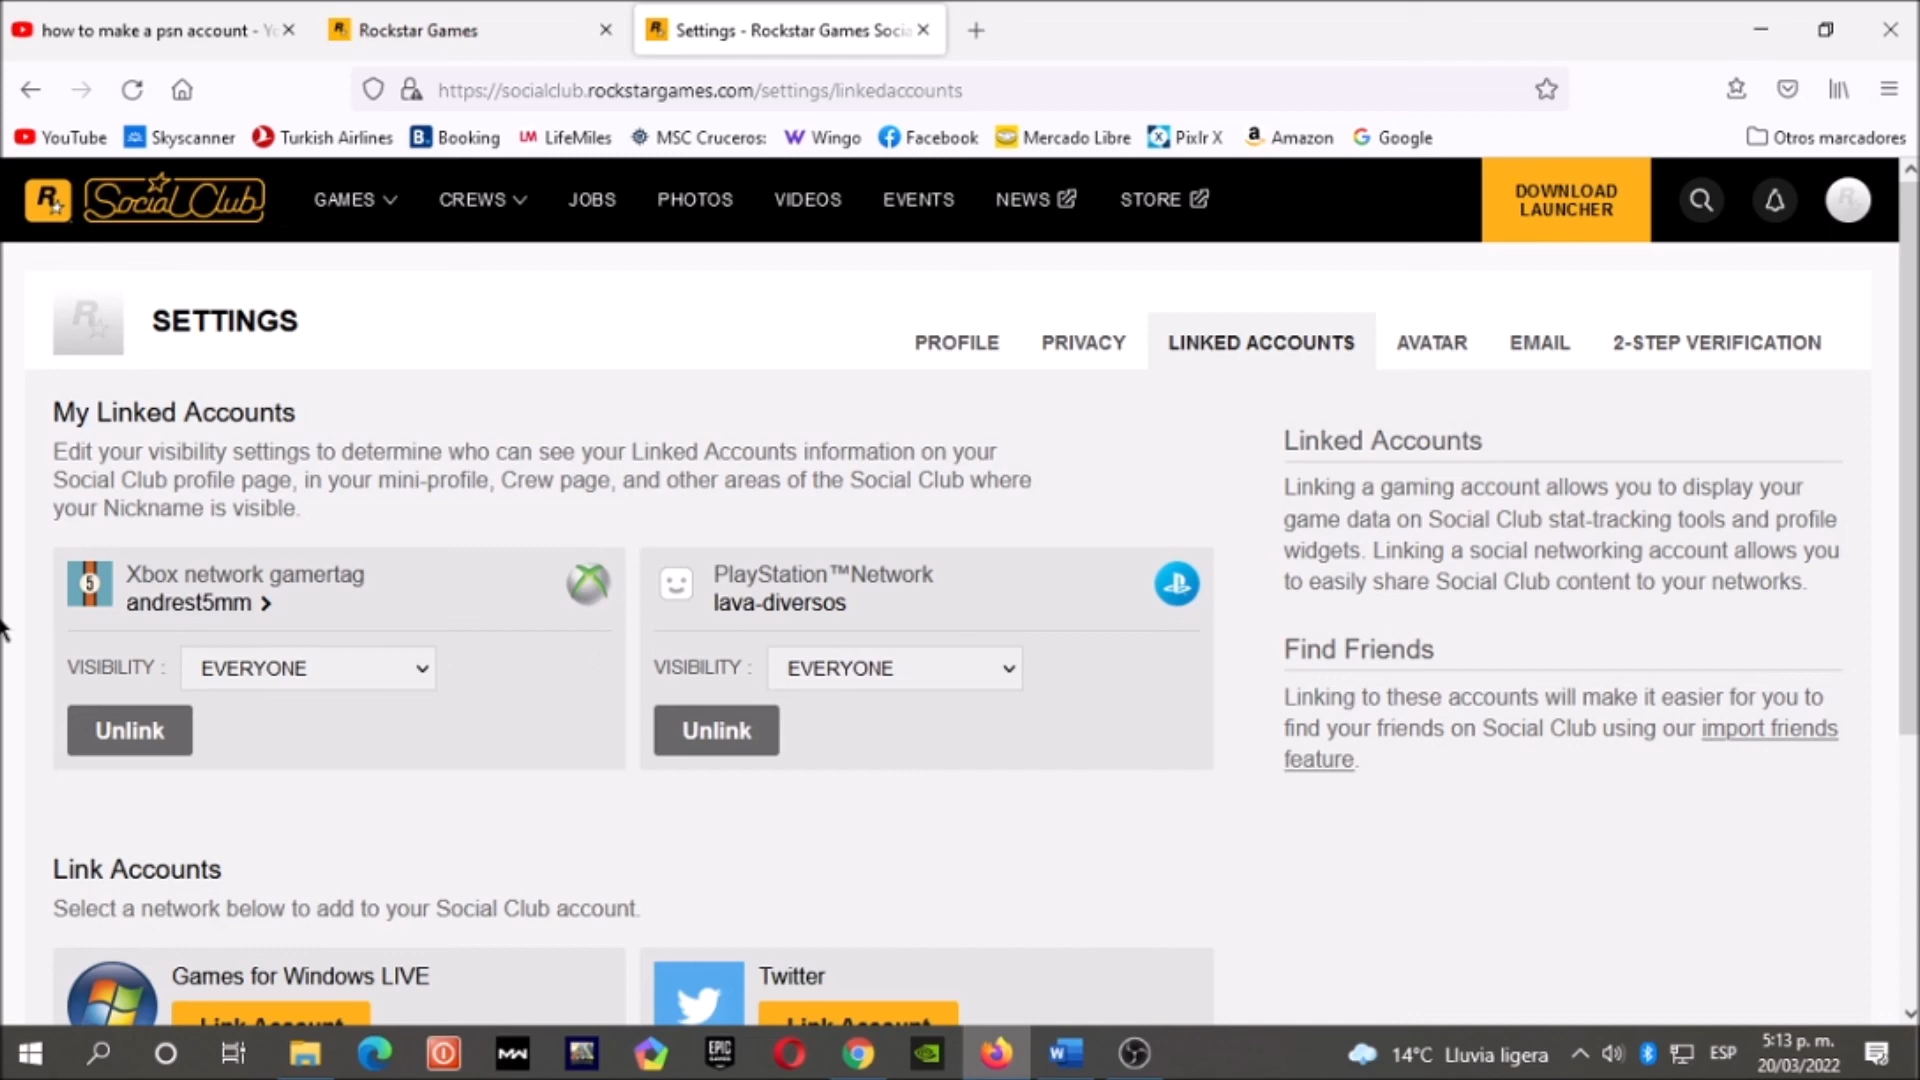 how to make a psn account - Yo
Rockstar Games
Settings - Rockstar Games Socia
https://socialclub.rockstargames.com/settings/linkedaccounts
YouTube Skyscanner Turkish Airlines Booking LifeMiles MSC Cruceros: Wingo Facebook Mercado Libre Pixlr X Amazon Google Otros marcadores
Social Club GAMES CREWS JOBS PHOTOS VIDEOS EVENTS NEWS STORE
DOWNLOAD
LAUNCHER
SETTINGS
PROFILE PRIVACY LINKED ACCOUNTS AVATAR EMAIL 2-STEP VERIFICATION
My Linked Accounts
Edit your visibility settings to determine who can see your Linked Accounts information on your
Social Club profile page, in your mini-profile, Crew page, and other areas of the Social Club where
your Nickname is visible.
Xbox network gamertag
andrest5mm
VISIBILITY : EVERYONE
Unlink
PlayStation™Network
lava-diversos
VISIBILITY : EVERYONE
Unlink
Linked Accounts
Linking a gaming account allows you to display your
game data on Social Club stat-tracking tools and profile
widgets. Linking a social networking account allows you
to easily share Social Club content to your networks.
Find Friends
Linking to these accounts will make it easier for you to
find your friends on Social Club using our import friends
feature.
Link Accounts
Select a network below to add to your Social Club account.
Games for Windows LIVE
Link Account
Twitter
Link Account
EPIC
GAMES
14°C Lluvia ligera
ESP
5:13 p. m.
20/03/2022